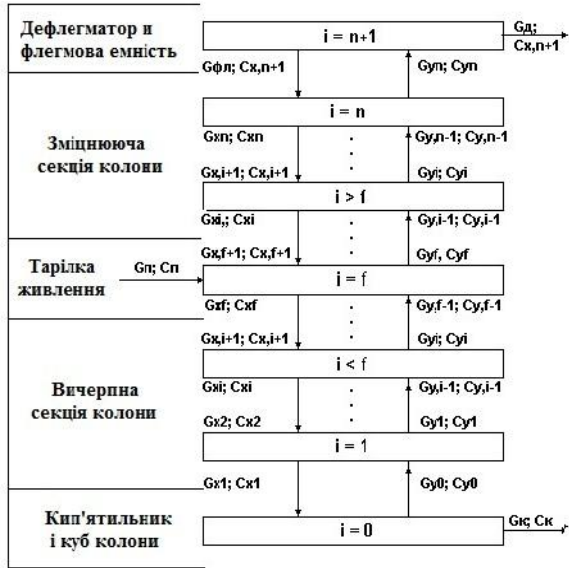 Дефлегматор и
флегмова емність
i = n+1
Gд;
Cx,n+1
Gфл; Cx,n+1
Gyn; Cyn
i = n
Зміцнююча
секція колони
Gxn; Cxn
Gy,n-1; Cy,n-1
Gx,i+1; Cx,i+1
Gyi; Cyi
i > f
Gxi,; Cxi
Gy,i-1; Cy,i-1
Gx,f+1; Cx,f+1
Gyf, Cyf
Тарілка
живлення
Gп; Cп
i = f
Gxf; Cxf
Gy,f-1; Cy,f-1
Gx,i+1; Cx,i+1
Gyi; Cyi
i < f
Вичерпна
секція колони
Gxi; Cxi
Gy,i-1; Cy,i-1
Gx2; Cx2
Gy1; Cy1
i = 1
Gx1; Cx1
Gy0; Cy0
Кип'ятильник
і куб колони
i = 0
Gк; Cк